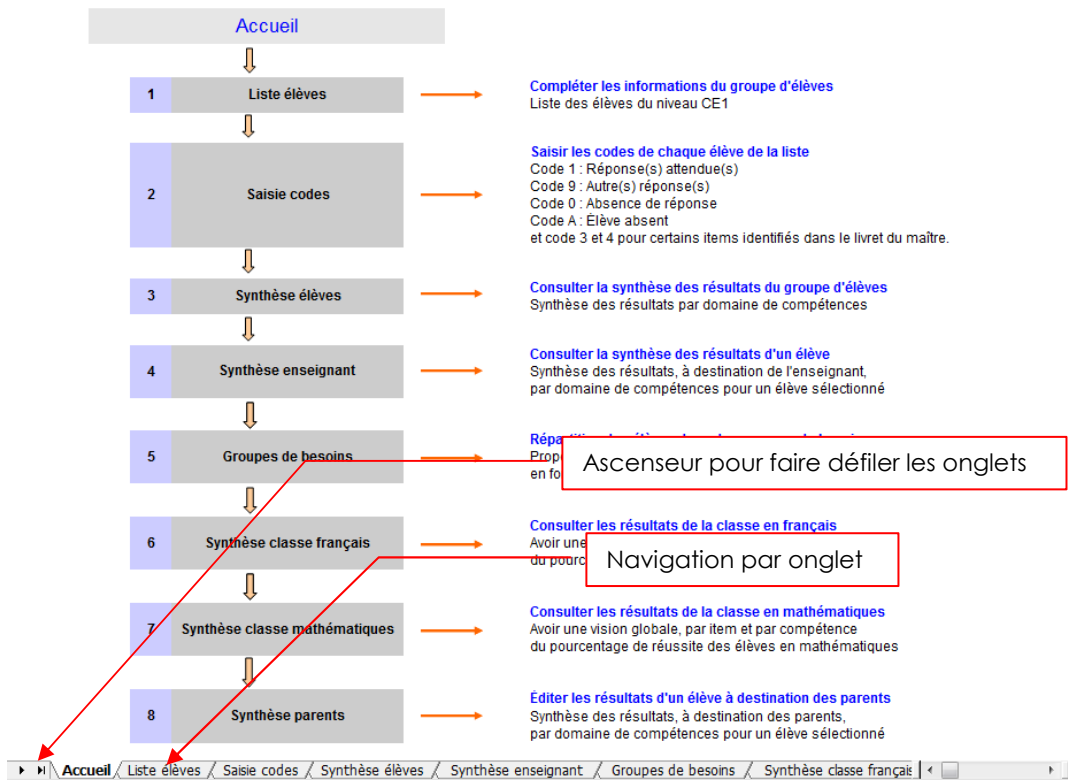 Accueil
1 Liste élèves
Compléter les informations du groupe d'élèves
Liste des élèves du niveau CE1
2 Saisie codes
Saisir les codes de chaque élève de la liste
Code 1 : Réponse(s) attendue(s)
Code 9 : Autre(s) réponse(s)
Code 0 : Absence de réponse
Code A : Élève absent
et code 3 et 4 pour certains items identifiés dans le livret du maître.
3 Synthèse élèves
Consulter la synthèse des résultats du groupe d'élèves
Synthèse des résultats par domaine de compétences
4 Synthèse enseignant
Consulter la synthèse des résultats d'un élève
Synthèse des résultats, à destination de l'enseignant,
par domaine de compétences pour un élève sélectionné
5 Groupes de besoins
Ascenseur pour faire défiler les onglets
6 Synthèse classe français
Consulter les résultats de la classe en français
Avoir une
Navigation par onglet
7 Synthèse classe mathématiques
Consulter les résultats de la classe en mathématiques
Avoir une vision globale, par item et par compétence
du pourcentage de réussite des élèves en mathématiques
8 Synthèse parents
Éditer les résultats d'un élève à destination des parents
Synthèse des résultats, à destination des parents,
par domaine de compétences pour un élève sélectionné
Accueil / Liste élèves / Saisie codes / Synthèse élèves / Synthèse enseignant / Groupes de besoins / Synthèse classe françai